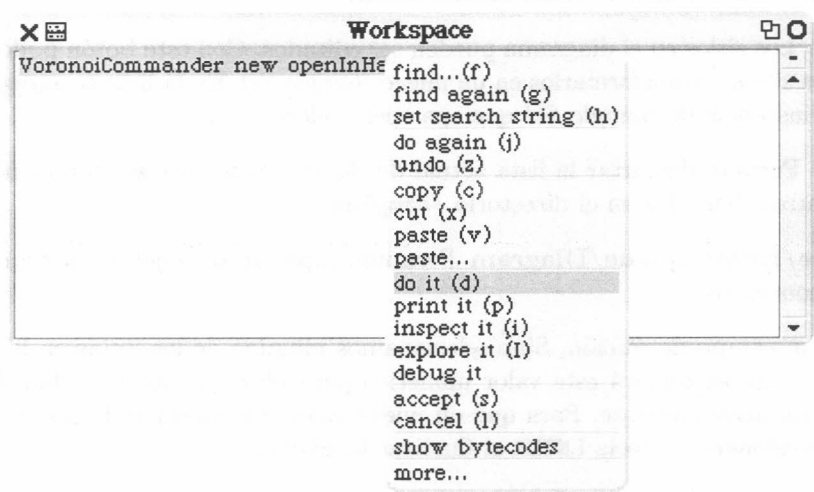 Workspace
VoronoiCommander new openInHe
find...(f)
find again (g)
set search string (h)
do again (j)
undo (z)
copy (c)
cut (x)
paste (v)
paste...
do it (d)
print it (p)
inspect it (i)
explore it (I)
debug it
accept (s)
cancel (l)
show bytecodes
more...